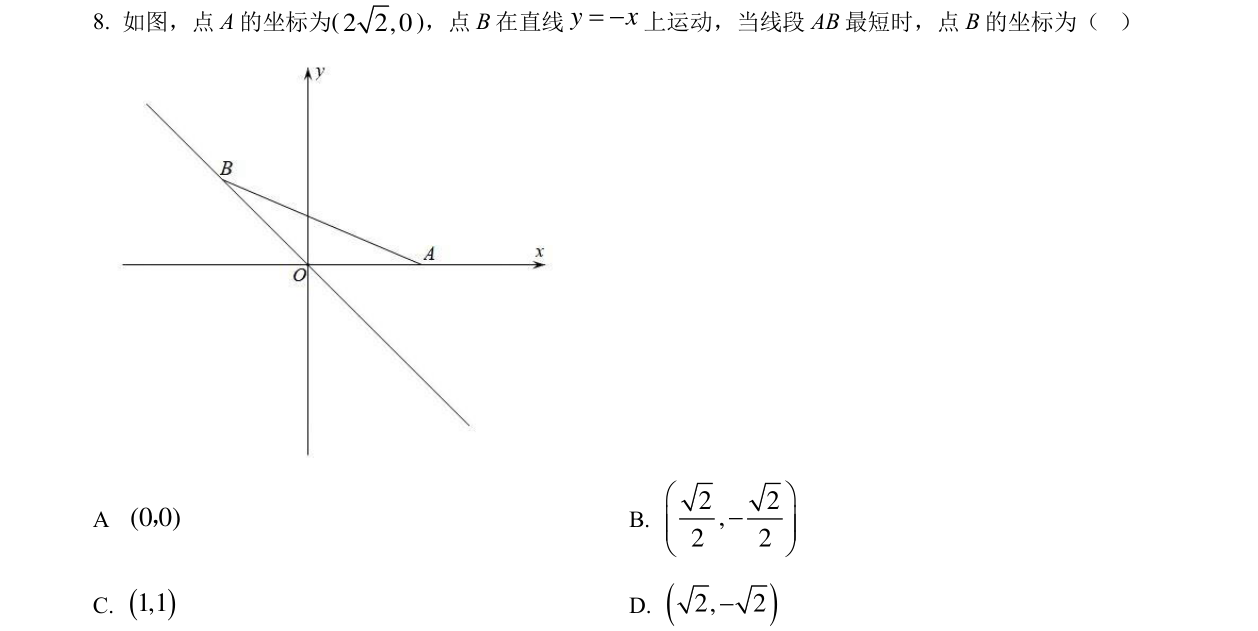 8. 如图，点 A 的坐标为(2√2,0)，点 B 在直线 y=-x 上运动，当线段 AB 最短时，点 B 的坐标为（ ）
y
B
A
x
O
A (0,0)
B. (√2/2,-√2/2)
C. (1,1)
D. (√2,-√2)